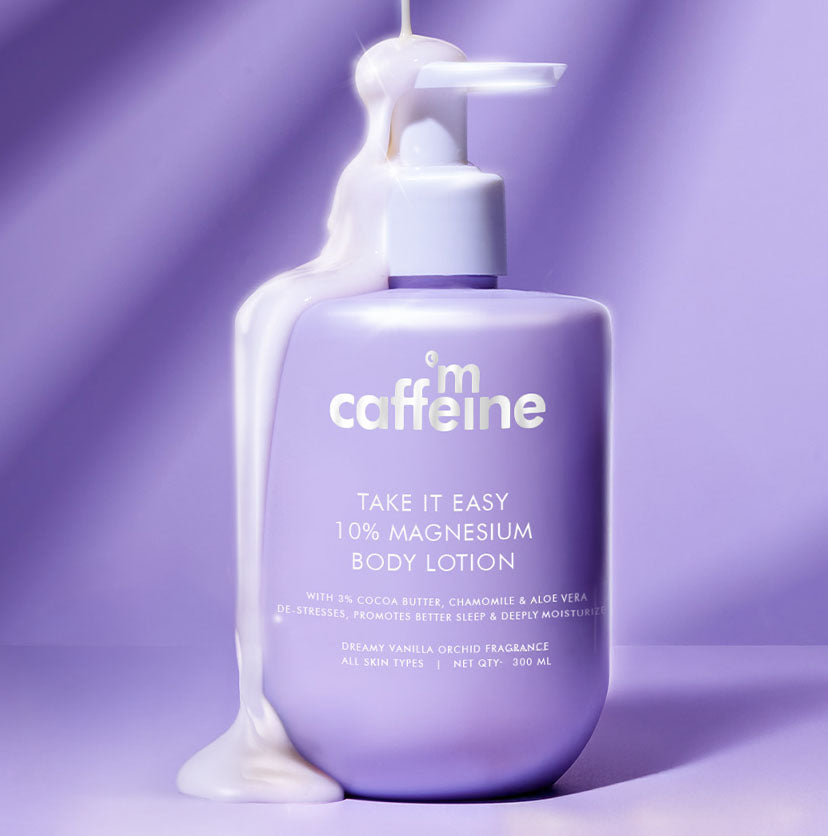 m
caffeine
TAKE IT EASY
10% MAGNESIUM
BODY LOTION
WITH 3% COCOA BUTTER, CHAMOMILE & ALOE VERA
DE-STRESSES, PROMOTES BETTER SLEEP & DEEPLY MOISTURIZE
DREAMY VANILLA ORCHID FRAGRANCE
ALL SKIN TYPES | NET QTY- 300 ML